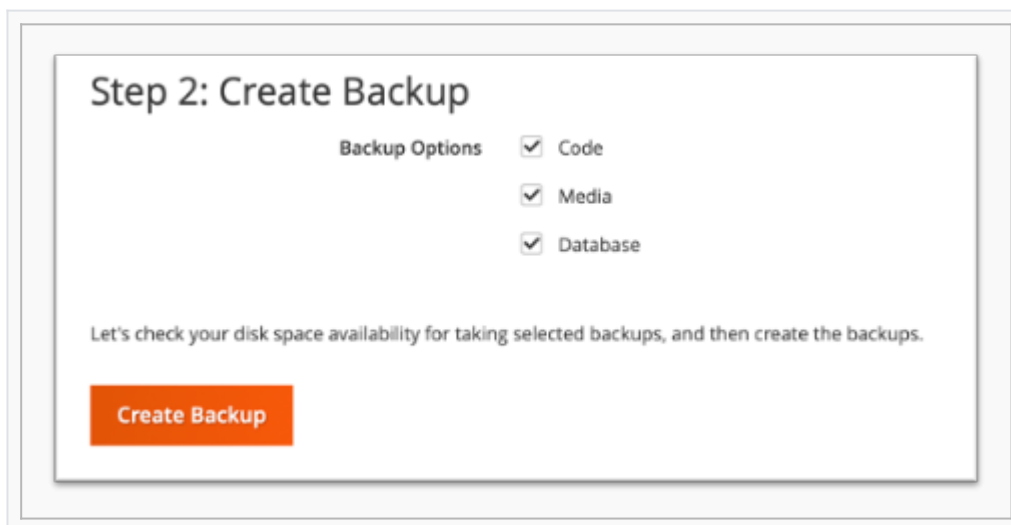 Step 2: Create Backup
Backup Options Code
Media
Database
Let's check your disk space availability for taking selected backups, and then create the backups.
Create Backup